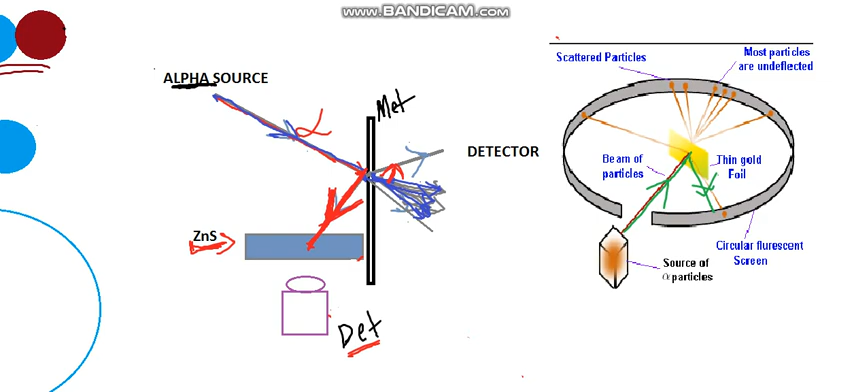 www.BANDICAM.com
ALPHA SOURCE
α
Met
DETECTOR
ZnS
Det
Scattered Particles
Most particles
are undeflected
Beam of
particles
Thin gold
Foil
Circular flurescent
Screen
Source of
α particles